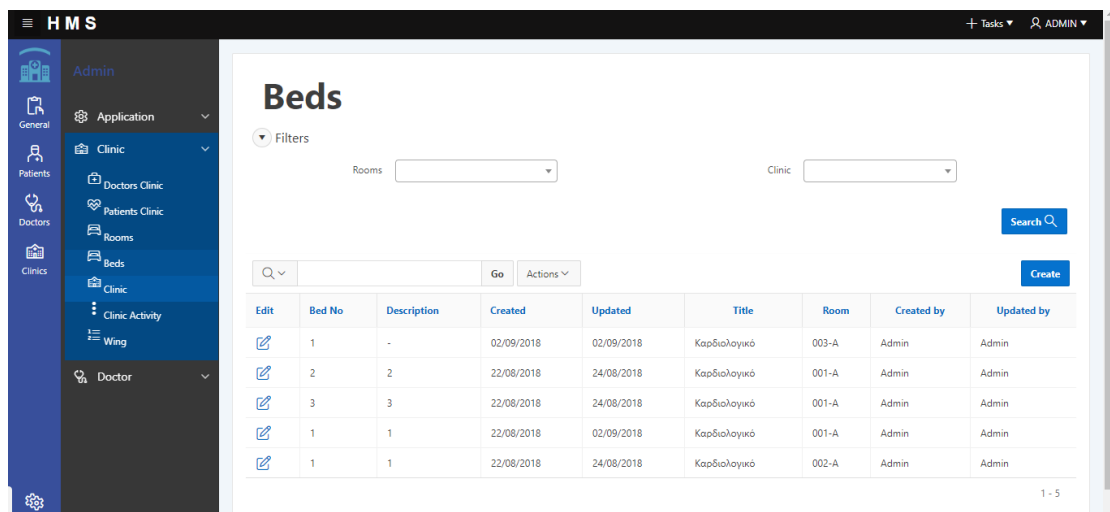 HMS
Tasks
ADMIN
General
Patients
Doctors
Clinics
Admin
Application
Clinic
Doctors Clinic
Patients Clinic
Rooms
Beds
Clinic
Clinic Activity
Wing
Doctor
Beds
Filters
Rooms
Clinic
Search
Go
Actions
Create
Edit Bed No Description Created Updated Title Room Created by Updated by
1 - 02/09/2018 02/09/2018 Καρδιολογικό 003-A Admin Admin
2 2 22/08/2018 24/08/2018 Καρδιολογικό 001-A Admin Admin
3 3 22/08/2018 24/08/2018 Καρδιολογικό 001-A Admin Admin
1 1 22/08/2018 02/09/2018 Καρδιολογικό 001-A Admin Admin
1 1 22/08/2018 24/08/2018 Καρδιολογικό 002-A Admin Admin
1 - 5